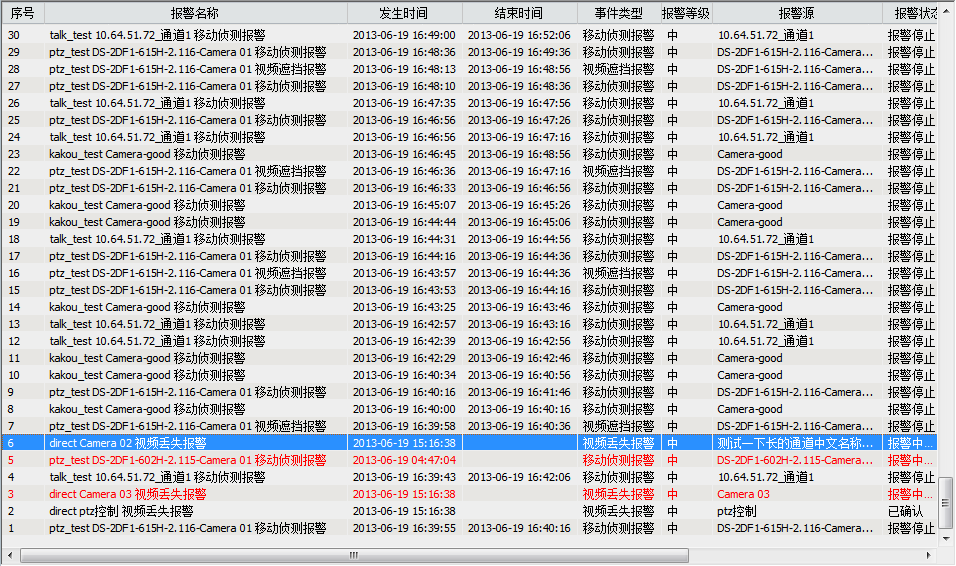 序号 报警名称 发生时间 结束时间 事件类型 报警等级 报警源 报警状态
30 talk_test 10.64.51.72_通道1 移动侦测报警 2013-06-19 16:49:00 2013-06-19 16:52:06 移动侦测报警 中 10.64.51.72_通道1 报警停止
29 ptz_test DS-2DF1-615H-2.116-Camera 01 移动侦测报警 2013-06-19 16:48:36 2013-06-19 16:49:36 移动侦测报警 中 DS-2DF1-615H-2.116-Camera... 报警停止
28 ptz_test DS-2DF1-615H-2.116-Camera 01 视频遮挡报警 2013-06-19 16:48:13 2013-06-19 16:48:56 视频遮挡报警 中 DS-2DF1-615H-2.116-Camera... 报警停止
27 ptz_test DS-2DF1-615H-2.116-Camera 01 移动侦测报警 2013-06-19 16:48:10 2013-06-19 16:48:36 移动侦测报警 中 DS-2DF1-615H-2.116-Camera... 报警停止
26 talk_test 10.64.51.72_通道1 移动侦测报警 2013-06-19 16:47:35 2013-06-19 16:47:56 移动侦测报警 中 10.64.51.72_通道1 报警停止
25 ptz_test DS-2DF1-615H-2.116-Camera 01 移动侦测报警 2013-06-19 16:46:56 2013-06-19 16:47:26 移动侦测报警 中 DS-2DF1-615H-2.116-Camera... 报警停止
24 talk_test 10.64.51.72_通道1 移动侦测报警 2013-06-19 16:46:56 2013-06-19 16:47:16 移动侦测报警 中 10.64.51.72_通道1 报警停止
23 kakou_test Camera-good 移动侦测报警 2013-06-19 16:46:45 2013-06-19 16:48:56 移动侦测报警 中 Camera-good 报警停止
22 ptz_test DS-2DF1-615H-2.116-Camera 01 视频遮挡报警 2013-06-19 16:46:36 2013-06-19 16:47:16 视频遮挡报警 中 DS-2DF1-615H-2.116-Camera... 报警停止
21 ptz_test DS-2DF1-615H-2.116-Camera 01 移动侦测报警 2013-06-19 16:46:33 2013-06-19 16:46:56 移动侦测报警 中 DS-2DF1-615H-2.116-Camera... 报警停止
20 kakou_test Camera-good 移动侦测报警 2013-06-19 16:45:07 2013-06-19 16:45:26 移动侦测报警 中 Camera-good 报警停止
19 kakou_test Camera-good 移动侦测报警 2013-06-19 16:44:44 2013-06-19 16:45:06 移动侦测报警 中 Camera-good 报警停止
18 talk_test 10.64.51.72_通道1 移动侦测报警 2013-06-19 16:44:31 2013-06-19 16:44:56 移动侦测报警 中 10.64.51.72_通道1 报警停止
17 ptz_test DS-2DF1-615H-2.116-Camera 01 移动侦测报警 2013-06-19 16:44:16 2013-06-19 16:44:36 移动侦测报警 中 DS-2DF1-615H-2.116-Camera... 报警停止
16 ptz_test DS-2DF1-615H-2.116-Camera 01 视频遮挡报警 2013-06-19 16:43:57 2013-06-19 16:44:36 视频遮挡报警 中 DS-2DF1-615H-2.116-Camera... 报警停止
15 ptz_test DS-2DF1-615H-2.116-Camera 01 移动侦测报警 2013-06-19 16:43:53 2013-06-19 16:44:16 移动侦测报警 中 DS-2DF1-615H-2.116-Camera... 报警停止
14 kakou_test Camera-good 移动侦测报警 2013-06-19 16:43:25 2013-06-19 16:43:46 移动侦测报警 中 Camera-good 报警停止
13 talk_test 10.64.51.72_通道1 移动侦测报警 2013-06-19 16:42:57 2013-06-19 16:43:16 移动侦测报警 中 10.64.51.72_通道1 报警停止
12 talk_test 10.64.51.72_通道1 移动侦测报警 2013-06-19 16:42:39 2013-06-19 16:42:56 移动侦测报警 中 10.64.51.72_通道1 报警停止
11 kakou_test Camera-good 移动侦测报警 2013-06-19 16:42:29 2013-06-19 16:42:46 移动侦测报警 中 Camera-good 报警停止
10 kakou_test Camera-good 移动侦测报警 2013-06-19 16:40:34 2013-06-19 16:40:56 移动侦测报警 中 Camera-good 报警停止
9 ptz_test DS-2DF1-615H-2.116-Camera 01 移动侦测报警 2013-06-19 16:40:16 2013-06-19 16:41:46 移动侦测报警 中 DS-2DF1-615H-2.116-Camera... 报警停止
8 kakou_test Camera-good 移动侦测报警 2013-06-19 16:40:00 2013-06-19 16:40:16 移动侦测报警 中 Camera-good 报警停止
7 ptz_test DS-2DF1-615H-2.116-Camera 01 视频遮挡报警 2013-06-19 16:39:58 2013-06-19 16:40:36 视频遮挡报警 中 DS-2DF1-615H-2.116-Camera... 报警停止
6 direct Camera 02 视频丢失报警 2013-06-19 15:16:38 视频丢失报警 中 测试一下长的通道中文名称... 报警中...
5 ptz_test DS-2DF1-602H-2.115-Camera 01 移动侦测报警 2013-06-19 04:47:04 移动侦测报警 中 DS-2DF1-602H-2.115-Camera... 报警中...
4 talk_test 10.64.51.72_通道1 移动侦测报警 2013-06-19 16:39:43 2013-06-19 16:42:06 移动侦测报警 中 10.64.51.72_通道1 报警停止
3 direct Camera 03 视频丢失报警 2013-06-19 15:16:38 视频丢失报警 中 Camera 03 报警中...
2 direct ptz控制 视频丢失报警 2013-06-19 15:16:38 视频丢失报警 中 ptz控制 已确认
1 ptz_test DS-2DF1-615H-2.116-Camera 01 移动侦测报警 2013-06-19 16:39:55 2013-06-19 16:40:16 移动侦测报警 中 DS-2DF1-615H-2.116-Camera... 报警停止